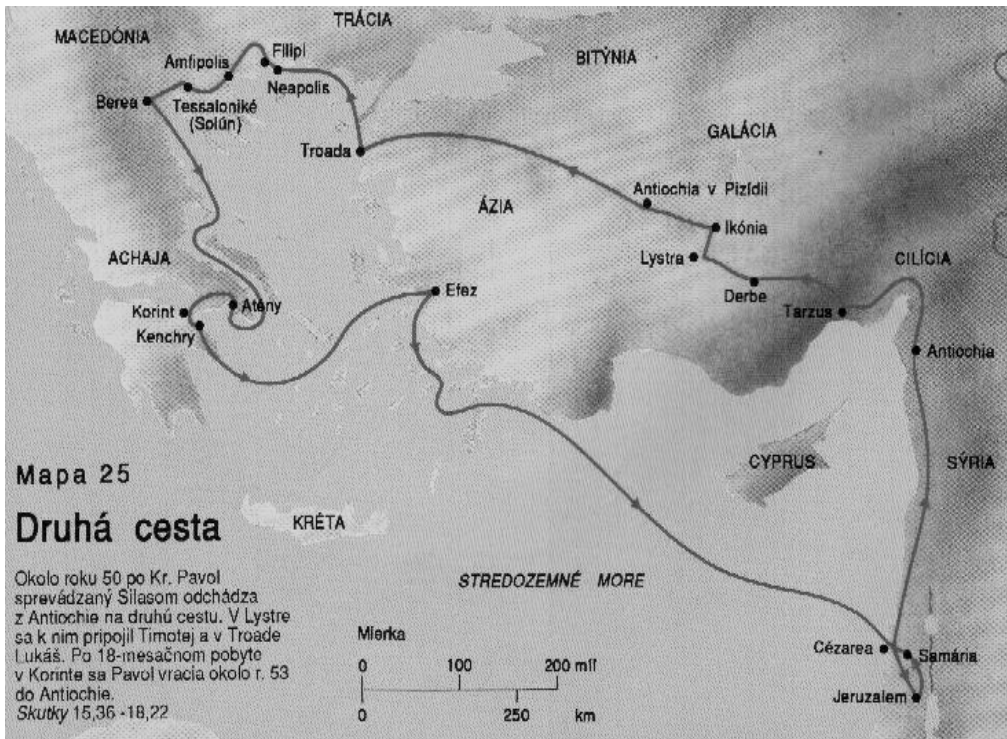 TRÁCIA
MACEDÓNIA
Filipi
BITÝNIA
Amfipolis
Neapolis
Berea
Tessaloniké
(Solún)
GALÁCIA
Troada
Antiochia v Pizídii
ÁZIA
Ikónia
ACHAJA
Lystra
CILÍCIA
Efez
Derbe
Korint
Atény
Tarzus
Kenchry
Antiochia
Mapa 25
CYPRUS
SÝRIA
Druhá cesta
KRÉTA
Okolo roku 50 po Kr. Pavol
sprevádzaný Silasom odchádza
z Antiochie na druhú cestu. V Lystre
sa k nim pripojil Timotej a v Troade
Lukáš. Po 18-mesačnom pobyte
v Korinte sa Pavol vracia okolo r. 53
do Antiochie.
Skutky 15,36 -18,22
STREDOZEMNÉ MORE
Mierka
0 100 200 míľ
0 250 km
Cézarea
Samária
Jeruzalem